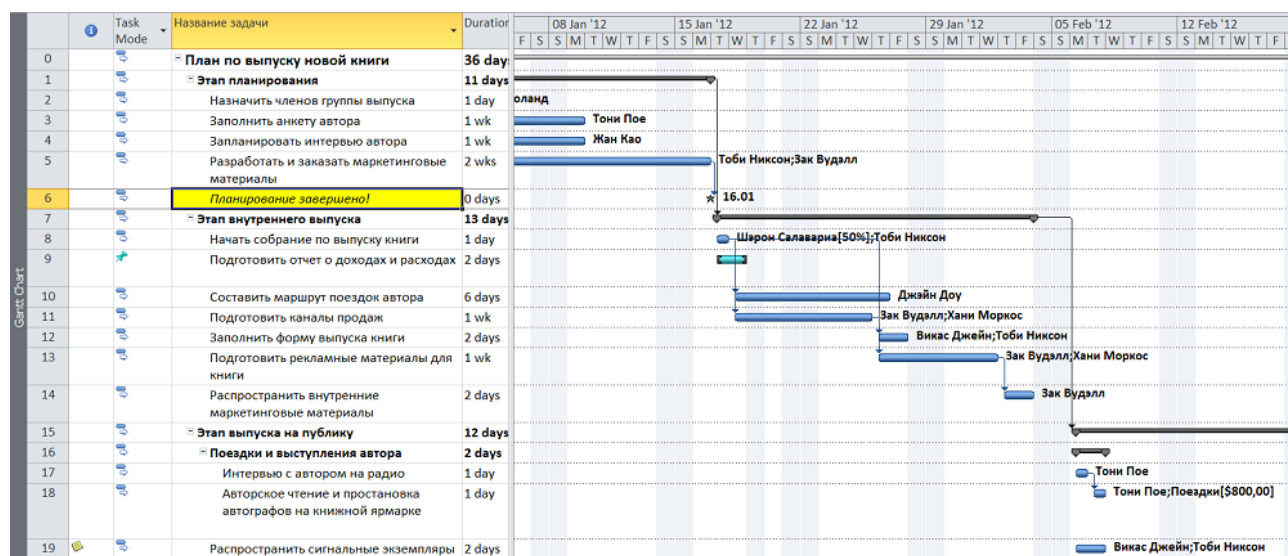 Task Mode Название задачи Duration 08 Jan '12 15 Jan '12 22 Jan '12 29 Jan '12 05 Feb '12 12 Feb '12
F S S M T W T F S S M T W T F S S M T W T F S S M T W T F S S M T W T F S S M T W T F
0 План по выпуску новой книги 36 day
1 Этап планирования 11 days
2 Назначить членов группы выпуска 1 day оланд
3 Заполнить анкету автора 1 wk Тони Пое
4 Запланировать интервью автора 1 wk Жан Као
5 Разработать и заказать маркетинговые 2 wks Тоби Никсон;Зак Вудэлл
материалы
6 Планирование завершено! 0 days 16.01
7 Этап внутреннего выпуска 13 days
8 Начать собрание по выпуску книги 1 day Шэрон Салавариа[50%];Тоби Никсон
9 Подготовить отчет о доходах и расходах 2 days
10 Составить маршрут поездок автора 6 days Джэйн Доу
11 Подготовить каналы продаж 1 wk Зак Вудэлл;Хани Моркос
12 Заполнить форму выпуска книги 2 days Викас Джейн;Тоби Никсон
13 Подготовить рекламные материалы для 1 wk Зак Вудэлл;Хани Моркос
книги
14 Распространить внутренние 2 days Зак Вудэлл
маркетинговые материалы
15 Этап выпуска на публику 12 days
16 Поездки и выступления автора 2 days
17 Интервью с автором на радио 1 day Тони Пое
18 Авторское чтение и простановка 1 day Тони Пое;Поездки[$800,00]
автографов на книжной ярмарке
19 Распространить сигнальные экземпляры 2 days Викас Джейн;Тоби Никсон
Gantt Chart